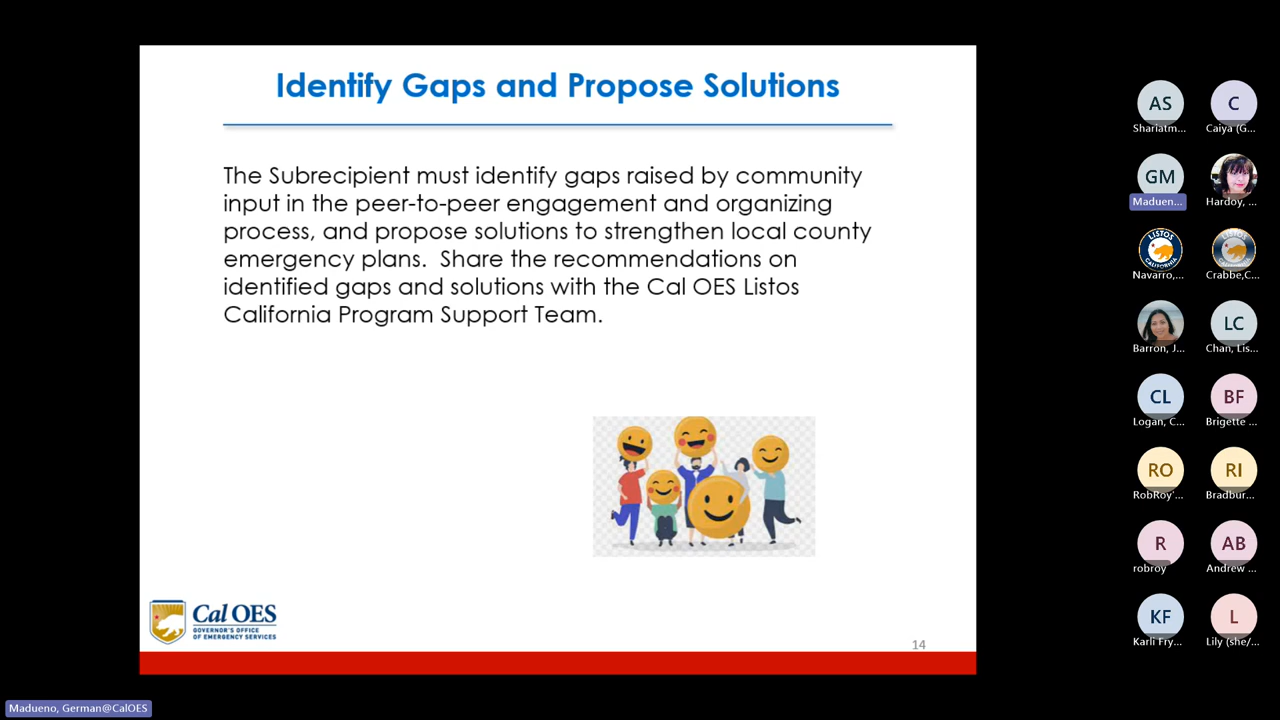 Identify Gaps and Propose Solutions
The Subrecipient must identify gaps raised by community
input in the peer-to-peer engagement and organizing
process, and propose solutions to strengthen local county
emergency plans.  Share the recommendations on
identified gaps and solutions with the Cal OES Listos
California Program Support Team.
Cal OES
GOVERNOR'S OFFICE
OF EMERGENCY SERVICES
14
AS
C
Shariatm...
Caiya (G...
GM
Maduen...
Hardoy, ...
LISTOS
CALIFORNIA
Navarro,...
Crabbe,C...
LC
Barron, J...
Chan, Lis...
CL
BF
Logan, C...
Brigette ...
RO
RI
RobRoy'...
Bradbur...
R
AB
robroy
Andrew ...
KF
L
Karli Fry...
Lily (she/...
Madueno, German@CalOES